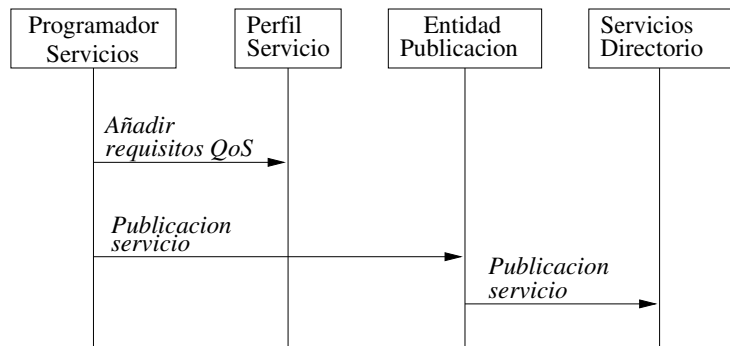 Programador
Servicios
Perfil
Servicio
Entidad
Publicacion
Servicios
Directorio
Añadir
requisitos QoS
Publicacion
servicio
Publicacion
servicio